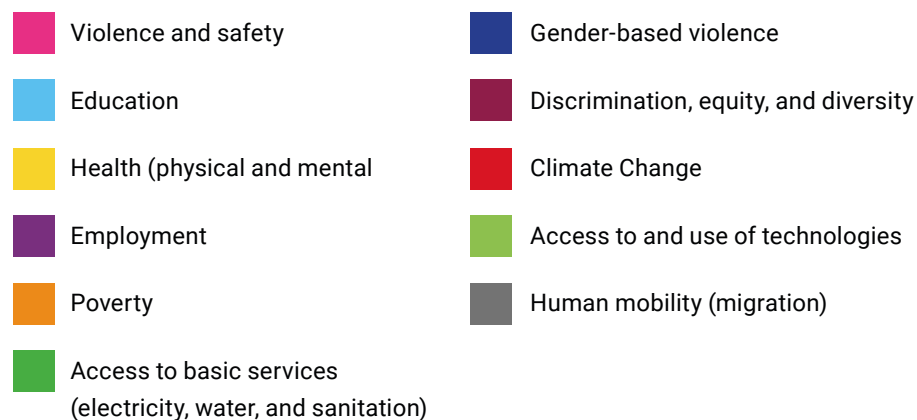 Violence and safety
Education
Health (physical and mental
Employment
Poverty
Access to basic services
(electricity, water, and sanitation)
Gender-based violence
Discrimination, equity, and diversity
Climate Change
Access to and use of technologies
Human mobility (migration)